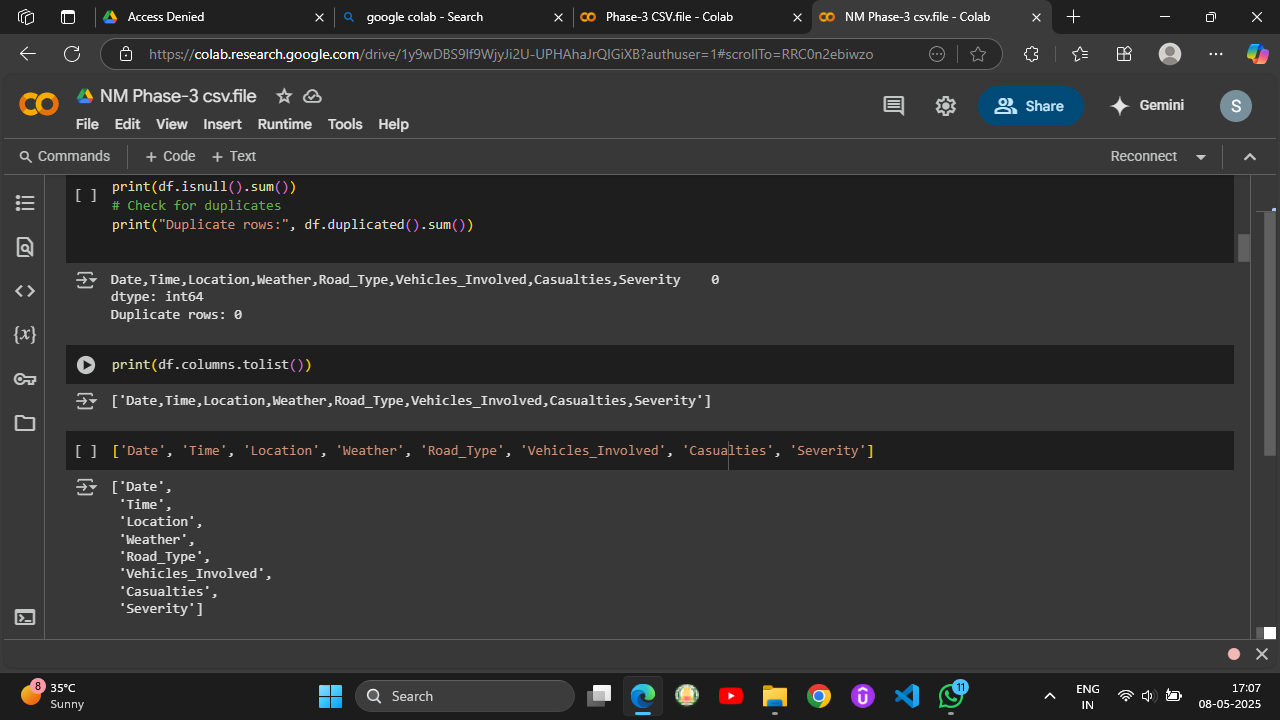 Access Denied
google colab - Search
Phase-3 CSV.file - Colab
NM Phase-3 csv.file - Colab
https://colab.research.google.com/drive/1y9wDBS9lf9WjyJi2U-UPHAhaJrQIGiXB?authuser=1#scrollTo=RRC0n2ebiwzo
CO
NM Phase-3 csv.file
Share
Gemini
S
File Edit View Insert Runtime Tools Help
Commands + Code + Text
Reconnect
[ ] print(df.isnull().sum())
# Check for duplicates
print("Duplicate rows:", df.duplicated().sum())
Date,Time,Location,Weather,Road_Type,Vehicles_Involved,Casualties,Severity 0
dtype: int64
Duplicate rows: 0
{x}
print(df.columns.tolist())
['Date,Time,Location,Weather,Road_Type,Vehicles_Involved,Casualties,Severity']
[ ] ['Date', 'Time', 'Location', 'Weather', 'Road_Type', 'Vehicles_Involved', 'Casualties', 'Severity']
['Date',
'Time',
'Location',
'Weather',
'Road_Type',
'Vehicles_Involved',
'Casualties',
'Severity']
8
35°C
Sunny
Search
11
ENG
IN
17:07
08-05-2025